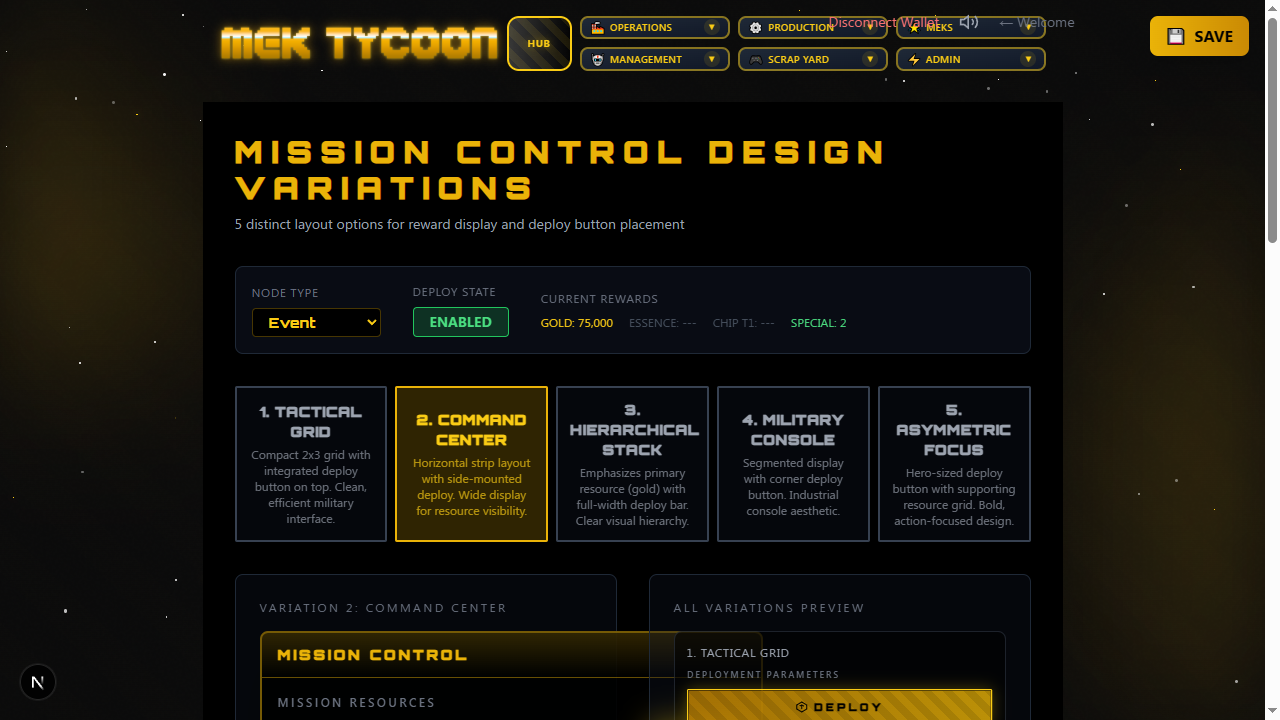 MEK TYCOON
HUB
OPERATIONS
PRODUCTION
MEKS
Disconnect Wallet
← Welcome
MANAGEMENT
SCRAP YARD
ADMIN
SAVE
MISSION CONTROL DESIGN
VARIATIONS
5 distinct layout options for reward display and deploy button placement
NODE TYPE
Event
DEPLOY STATE
ENABLED
CURRENT REWARDS
GOLD: 75,000 ESSENCE: --- CHIP T1: --- SPECIAL: 2
1. TACTICAL
GRID
Compact 2x3 grid with
integrated deploy
button on top. Clean,
efficient military
interface.
2. COMMAND
CENTER
Horizontal strip layout
with side-mounted
deploy. Wide display
for resource visibility.
3.
HIERARCHICAL
STACK
Emphasizes primary
resource (gold) with
full-width deploy bar.
Clear visual hierarchy.
4. MILITARY
CONSOLE
Segmented display
with corner deploy
button. Industrial
console aesthetic.
5.
ASYMMETRIC
FOCUS
Hero-sized deploy
button with supporting
resource grid. Bold,
action-focused design.
VARIATION 2: COMMAND CENTER
MISSION CONTROL
MISSION RESOURCES
ALL VARIATIONS PREVIEW
1. TACTICAL GRID
DEPLOYMENT PARAMETERS
DEPLOY
N